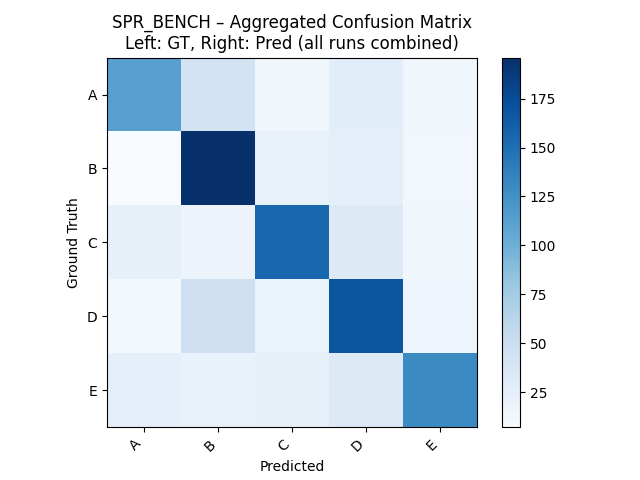 SPR_BENCH – Aggregated Confusion Matrix
Left: GT, Right: Pred (all runs combined)
Ground Truth
A
B
C
D
E
A
B
C
D
E
Predicted
175
150
125
100
75
50
25